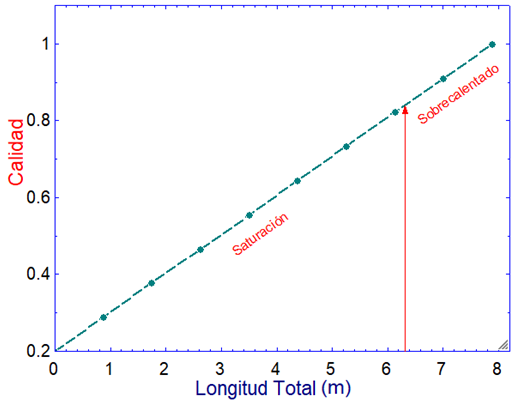 1
0.8
0.6
0.4
0.2
Calidad
Sobrecalentado
Saturación
0 1 2 3 4 5 6 7 8
Longitud Total (m)